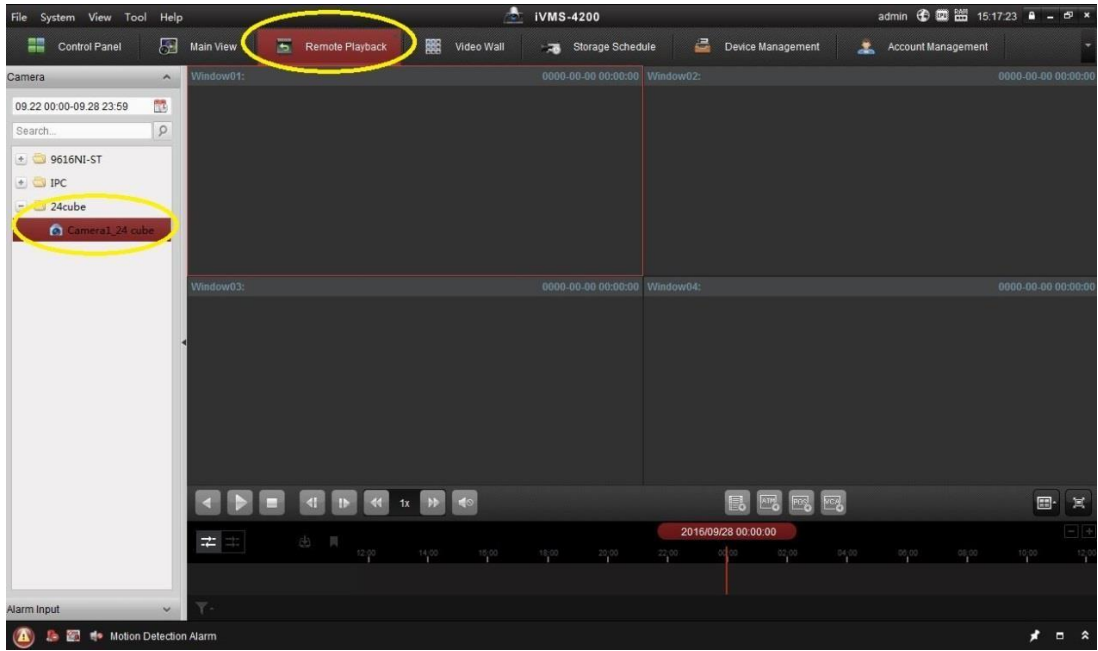 File System View Tool Help iVMS-4200 admin 15:17:23
Control Panel Main View Remote Playback Video Wall Storage Schedule Device Management Account Management
Camera
09.22 00:00-09.28 23:59
Search...
9616NI-ST
IPC
24cube
Camera1_24 cube
Window01: 0000-00-00 00:00:00 Window02: 0000-00-00 00:00:00
Window03: 0000-00-00 00:00:00 Window04: 0000-00-00 00:00:00
1x ATM POS VCA
2016/09/28 00:00:00
12:00 14:00 16:00 18:00 20:00 22:00 00:00 02:00 04:00 06:00 08:00 10:00 12:00
Alarm Input
Motion Detection Alarm